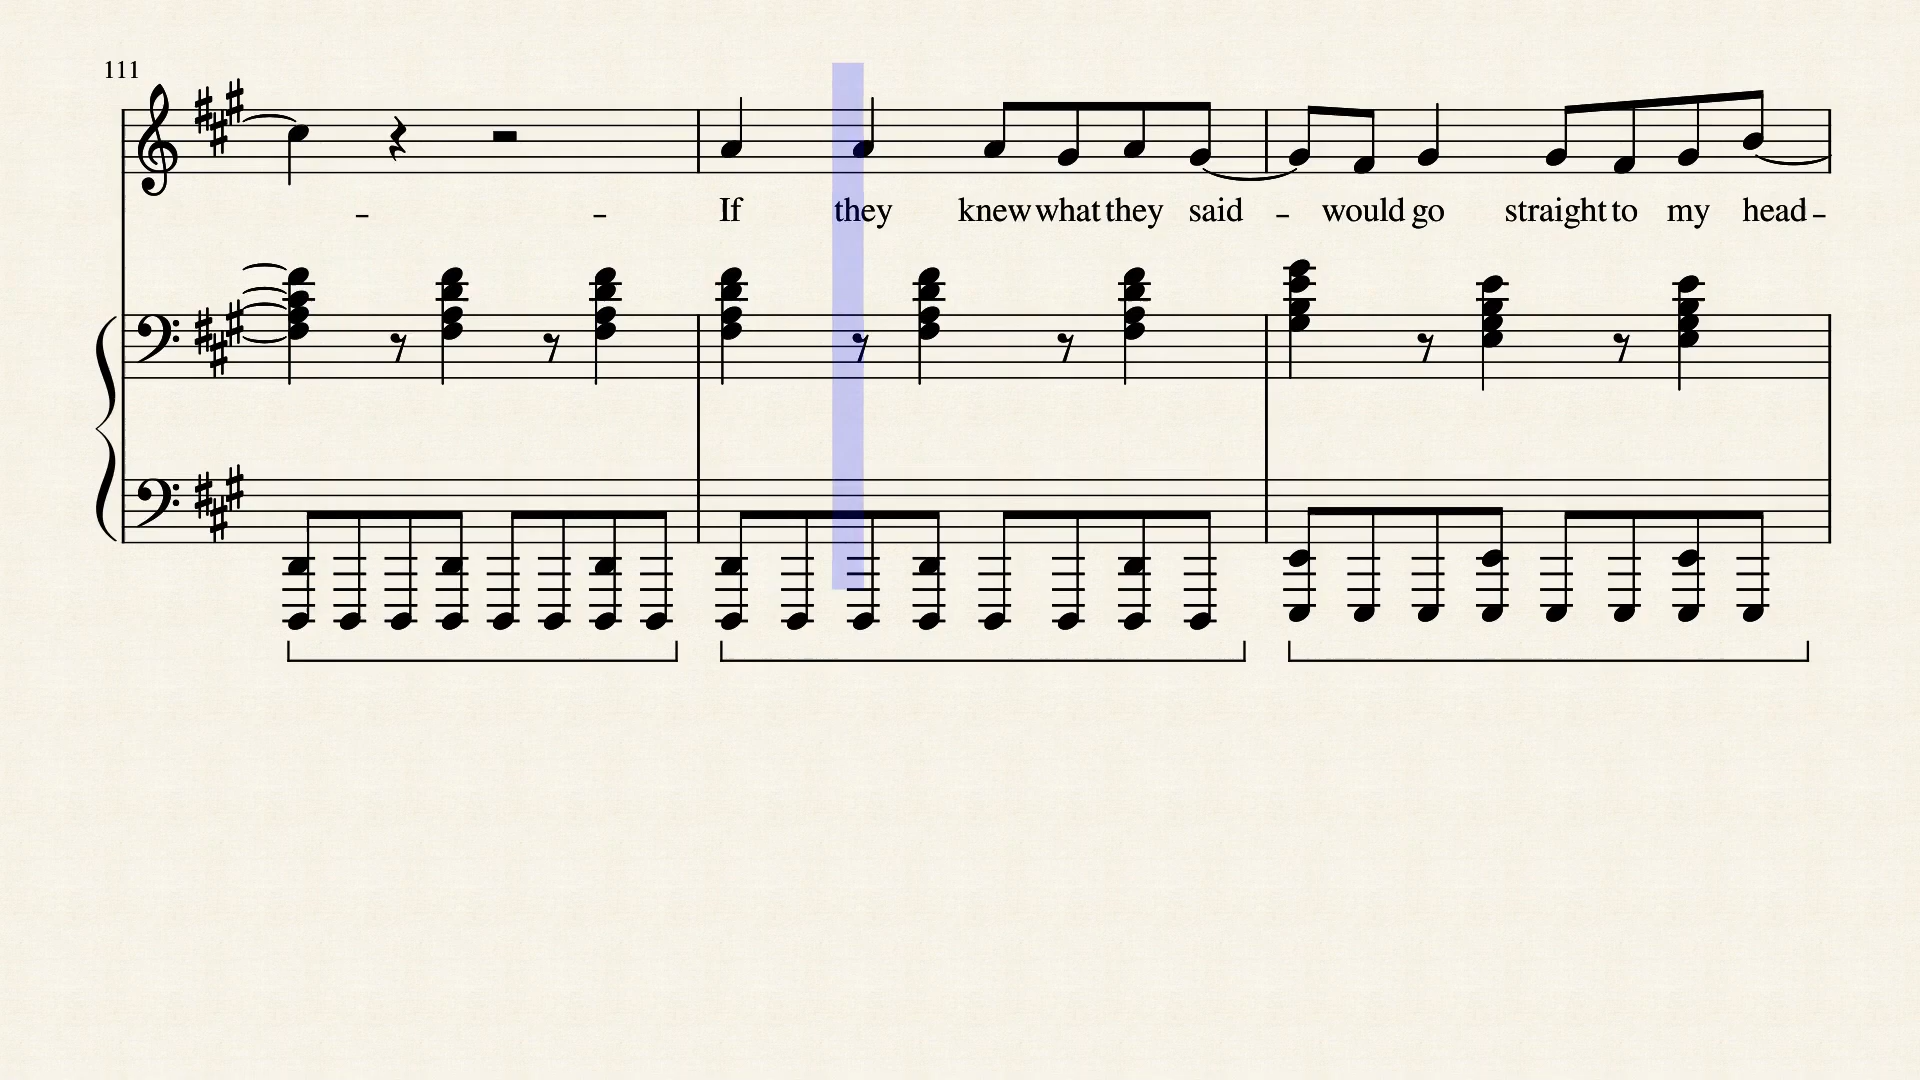 111
- - If they knew what they said - would go straight to my head -